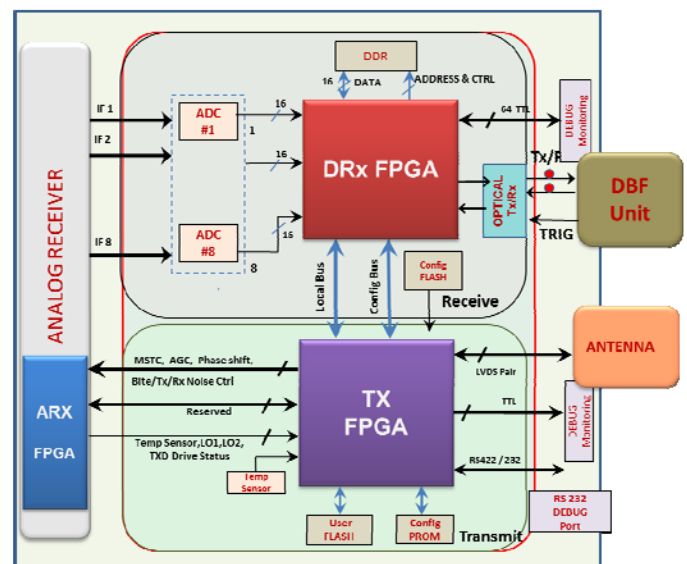 DDR
16
DATA
ADDRESS & CTRL
ANALOG RECEIVER
IF 1
ADC
#1
16
1
64 TTL
DEBUG
Monitoring
IF 2
16
DRx FPGA
OPTICAL
Tx/Rx
DBF
Unit
IF 8
ADC
#8
16
8
TRIG
Local Bus
Config Bus
Config
FLASH
Receive
MSTC, AGC, Phase shift,
Bite/Tx/Rx Noise Ctrl
LVDS Pair
ANTENNA
ARX
FPGA
Reserved
TX
FPGA
TTL
DEBUG
Monitoring
Temp Sensor,LO1,LO2,
TXD Drive Status
RS422 / 232
Temp
Sensor
User
FLASH
Config
PROM
Transmit
RS 232
DEBUG
Port